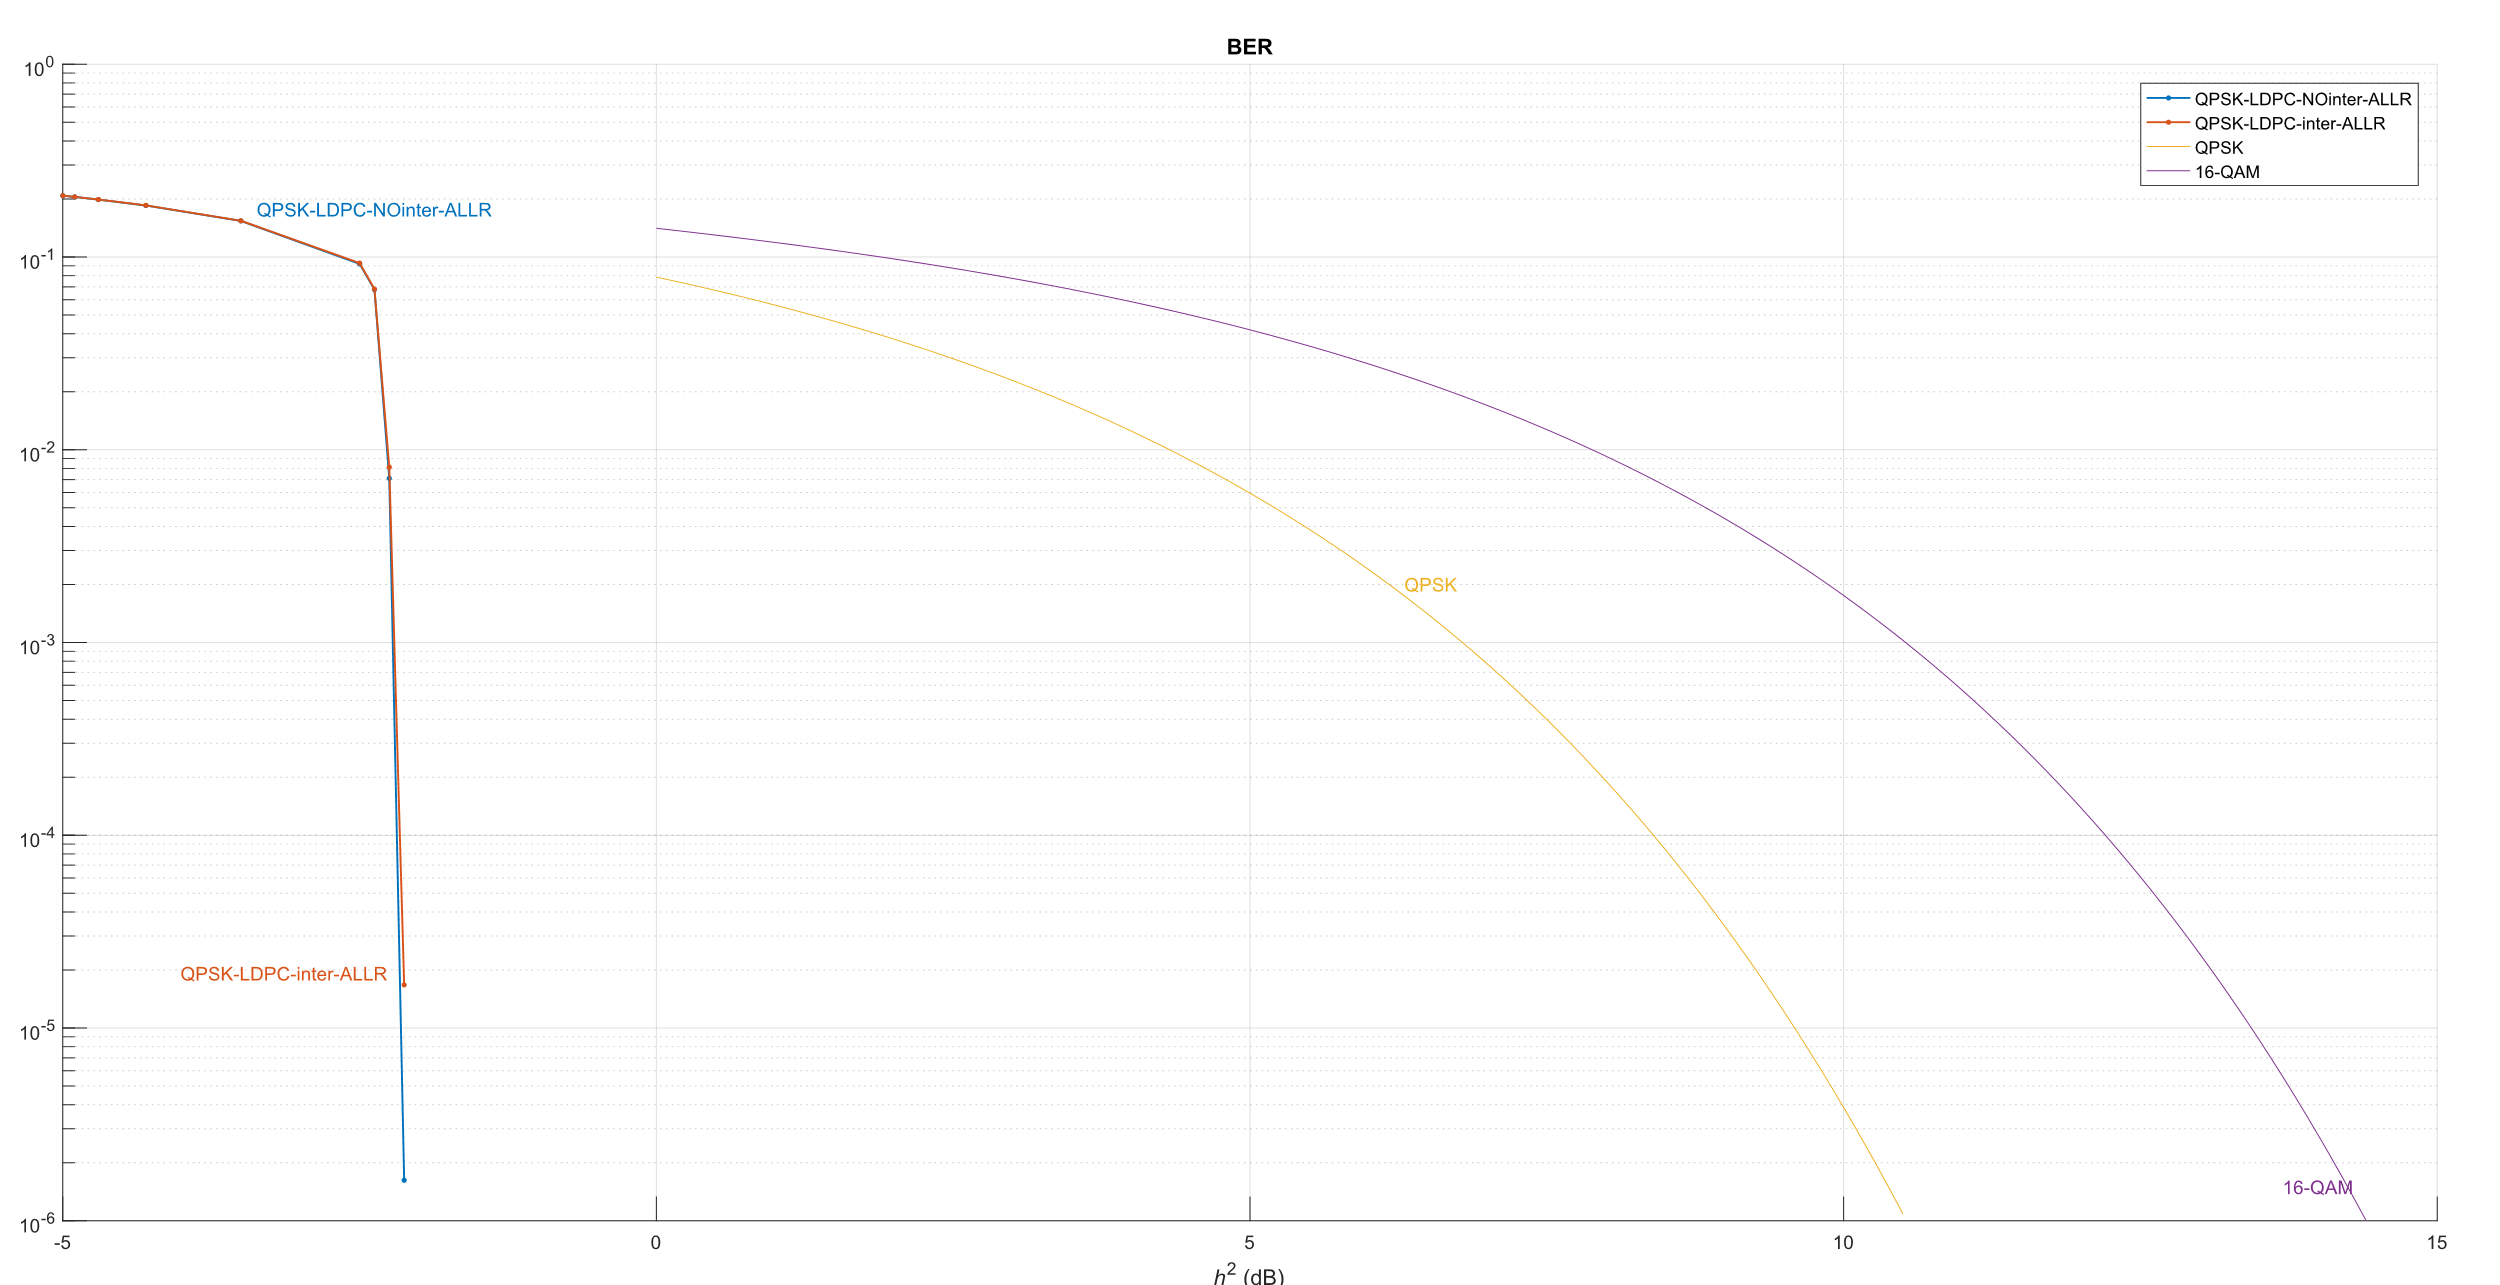 BER
10^0
10^-1
10^-2
10^-3
10^-4
10^-5
10^-6
QPSK-LDPC-NOinter-ALLR
QPSK-LDPC-inter-ALLR
QPSK
16-QAM
QPSK-LDPC-NOinter-ALLR
QPSK
QPSK-LDPC-inter-ALLR
16-QAM
-5 0 5 10 15
h^2 (dB)